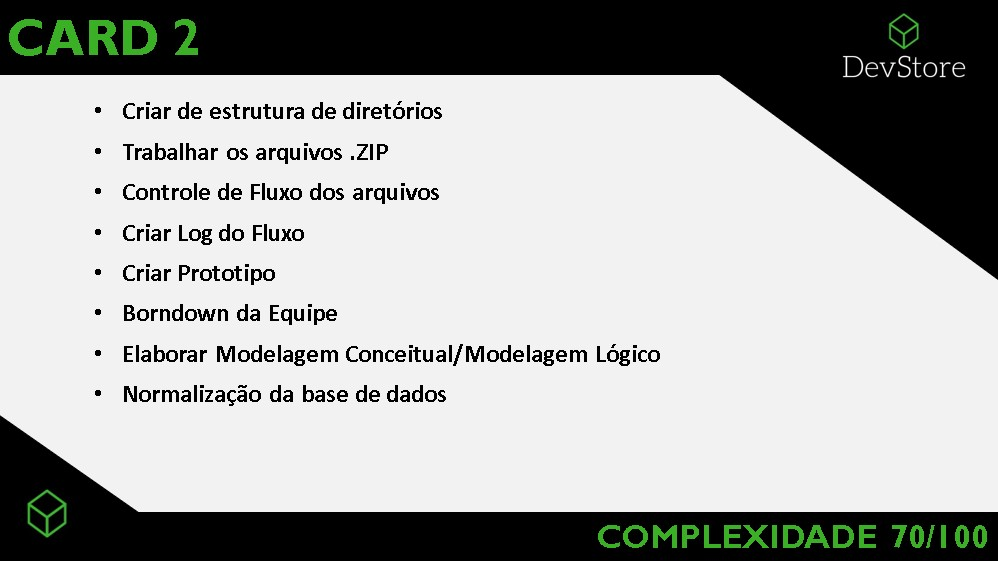 CARD 2
DevStore
• Criar de estrutura de diretórios
• Trabalhar os arquivos .ZIP
• Controle de Fluxo dos arquivos
• Criar Log do Fluxo
• Criar Prototipo
• Borndown da Equipe
• Elaborar Modelagem Conceitual/Modelagem Lógico
• Normalização da base de dados
COMPLEXIDADE 70/100